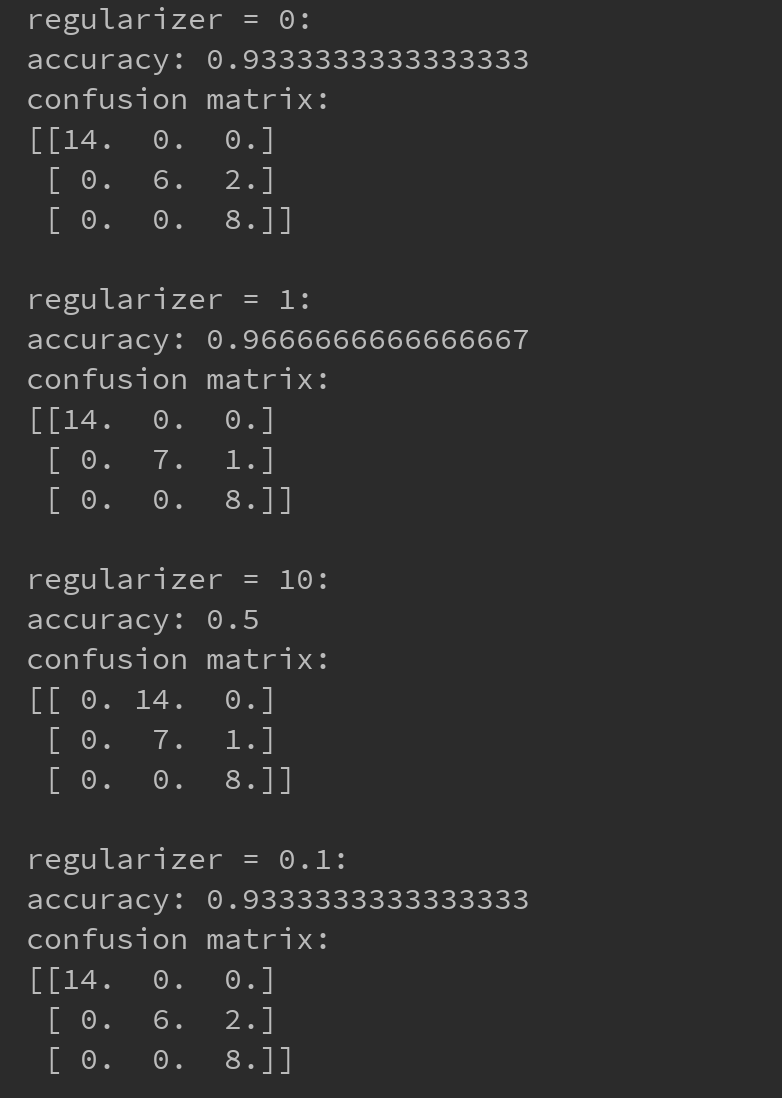 regularizer = 0:
accuracy: 0.9333333333333333
confusion matrix:
[[14.  0.  0.]
 [ 0.  6.  2.]
 [ 0.  0.  8.]]

regularizer = 1:
accuracy: 0.9666666666666667
confusion matrix:
[[14.  0.  0.]
 [ 0.  7.  1.]
 [ 0.  0.  8.]]

regularizer = 10:
accuracy: 0.5
confusion matrix:
[[ 0. 14.  0.]
 [ 0.  7.  1.]
 [ 0.  0.  8.]]

regularizer = 0.1:
accuracy: 0.9333333333333333
confusion matrix:
[[14.  0.  0.]
 [ 0.  6.  2.]
 [ 0.  0.  8.]]